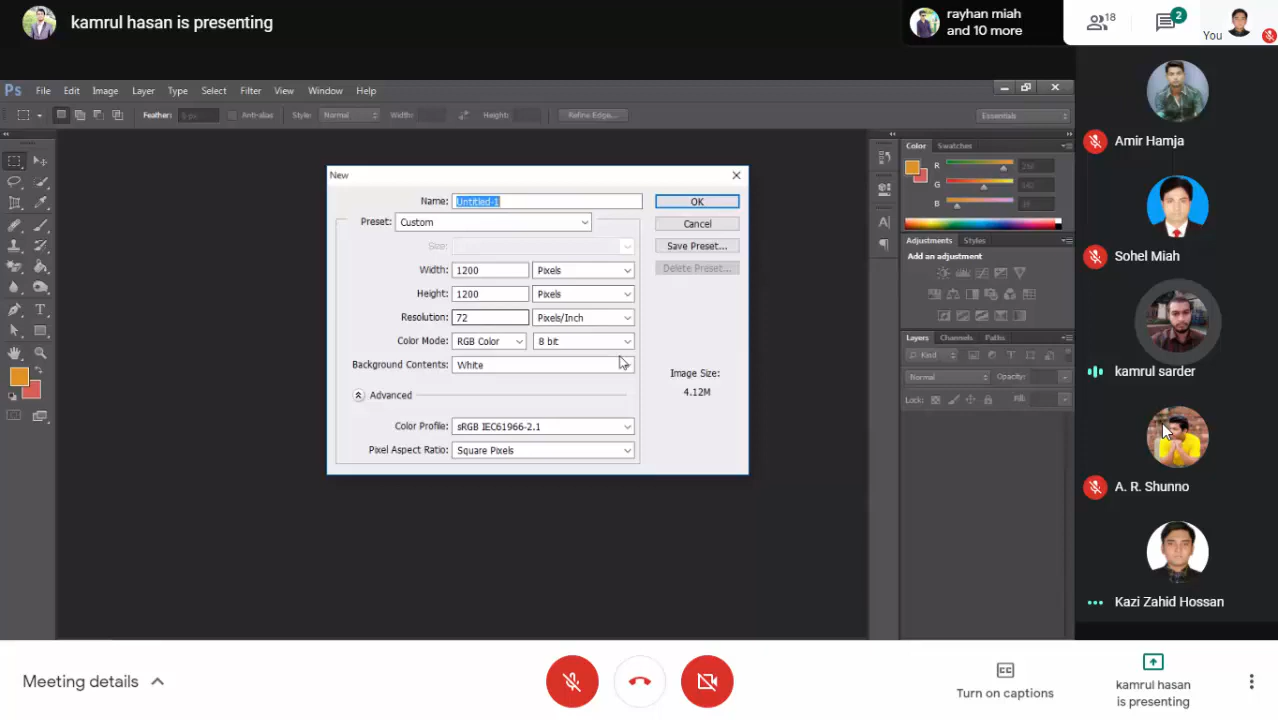 kamrul hasan is presenting
rayhan miah
and 10 more
18
2
You
Ps File Edit Image Layer Type Select Filter View Window Help
Feather: Anti-alias Style: Normal Width: Height: Refine Edge... Essentials
New
Name: Untitled-1 OK
Preset: Custom Cancel
Size: Save Preset...
Width: 1200 Pixels Delete Preset...
Height: 1200 Pixels
Resolution: 72 Pixels/Inch
Color Mode: RGB Color 8 bit
Background Contents: White
Image Size:
4.12M
Advanced
Color Profile: sRGB IEC61966-2.1
Pixel Aspect Ratio: Square Pixels
Color Swatches
R
G
B
Adjustments Styles
Add an adjustment
Layers Channels Paths
Kind
Normal Opacity:
Lock: Fill:
Amir Hamja
Sohel Miah
kamrul sarder
A. R. Shunno
Kazi Zahid Hossan
Meeting details
Turn on captions
kamrul hasan
is presenting